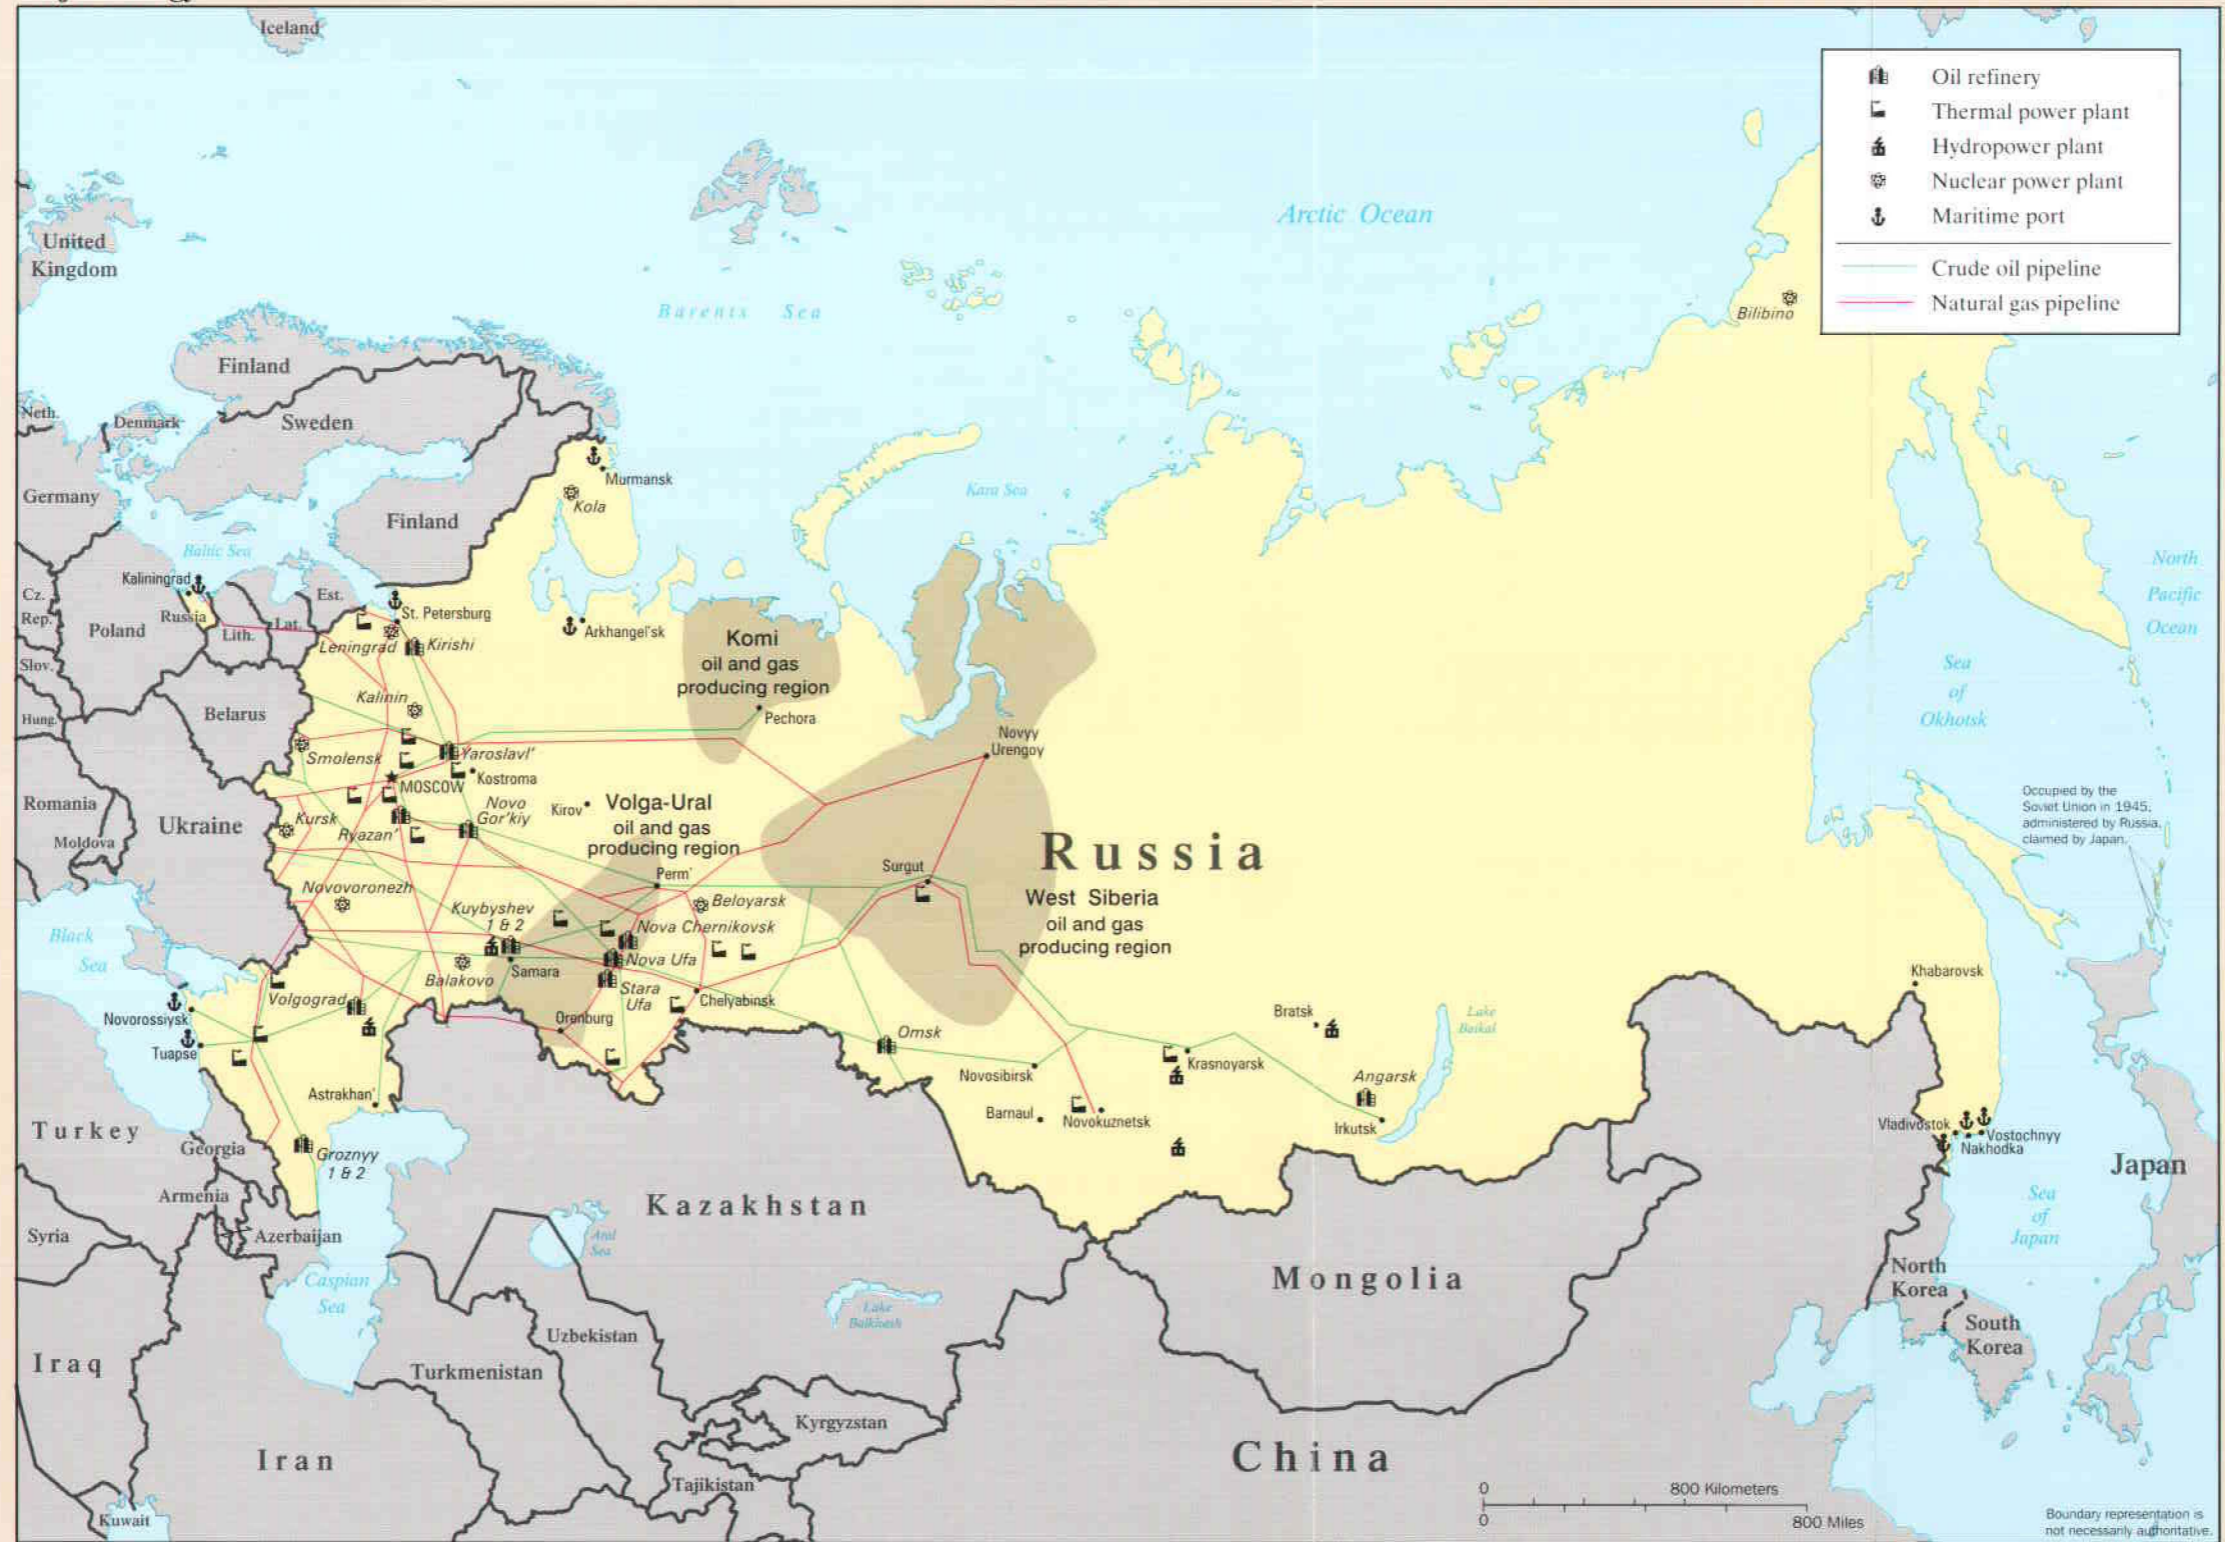 Iceland
United
Kingdom
Arctic Ocean
Barents Sea
Oil refinery
Thermal power plant
Hydropower plant
Nuclear power plant
Maritime port
Crude oil pipeline
Natural gas pipeline
Bilibino
Finland
Neth.
Denmark
Sweden
Germany
Finland
Murmansk
Kola
Kara Sea
Baltic Sea
Kaliningrad
Russia
Cz.
Rep.
Poland
Lith.
Lat.
Est.
St. Petersburg
Leningrad
Kirishi
Arkhangel'sk
Komi
oil and gas
producing region
Pechora
North
Pacific
Ocean
Sea
of
Okhotsk
Slov.
Hung.
Belarus
Kalinin
Smolensk
Yaroslavl'
MOSCOW
Kostroma
Novyy
Urengoy
Romania
Moldova
Ukraine
Kursk
Ryazan'
Novo
Gor'kiy
Kirov
Volga-Ural
oil and gas
producing region
Perm'
Surgut
Russia
West Siberia
oil and gas
producing region
Occupied by the
Soviet Union in 1945,
administered by Russia,
claimed by Japan.
Novovoronezh
Kuybyshev
1 & 2
Beloyarsk
Nova Chernikovsk
Nova Ufa
Stara
Ufa
Samara
Balakovo
Black
Sea
Volgograd
Novorossiysk
Tuapse
Orenburg
Chelyabinsk
Omsk
Novosibirsk
Barnaul
Novokuznetsk
Krasnoyarsk
Bratsk
Lake
Baikal
Angarsk
Irkutsk
Khabarovsk
Vladivostok
Vostochnyy
Nakhodka
Astrakhan'
Groznyy
1 & 2
Turkey
Georgia
Armenia
Azerbaijan
Syria
Caspian
Sea
Kazakhstan
Aral
Sea
Lake
Balkhash
Mongolia
Japan
Sea
of
Japan
North
Korea
South
Korea
Iraq
Uzbekistan
Turkmenistan
Kyrgyzstan
Tajikistan
Iran
Kuwait
China
0 800 Kilometers
0 800 Miles
Boundary representation is
not necessarily authoritative.